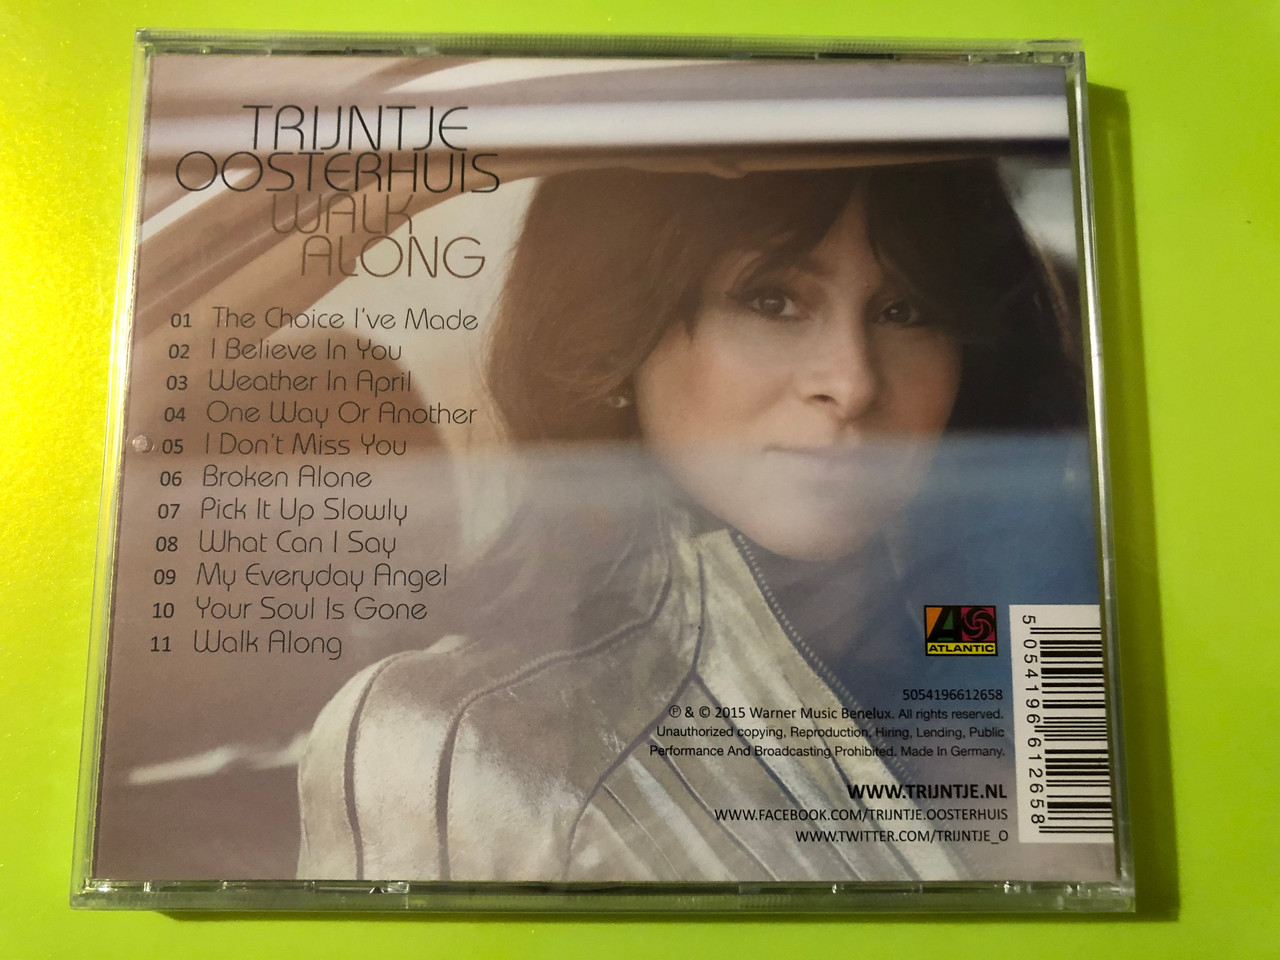 TRIJNTJE
OOSTERHUIS
WALK
ALONG
01 The Choice I've Made
02 I Believe In You
03 Weather In April
04 One Way Or Another
05 I Don't Miss You
06 Broken Alone
07 Pick It Up Slowly
08 What Can I Say
09 My Everyday Angel
10 Your Soul Is Gone
11 Walk Along
ATLANTIC
5054196612658
℗ & © 2015 Warner Music Benelux. All rights reserved.
Unauthorized copying, Reproduction, Hiring, Lending, Public
Performance And Broadcasting Prohibited. Made In Germany.
WWW.TRIJNTJE.NL
WWW.FACEBOOK.COM/TRIJNTJE.OOSTERHUIS
WWW.TWITTER.COM/TRIJNTJE_O
5 054196 612658